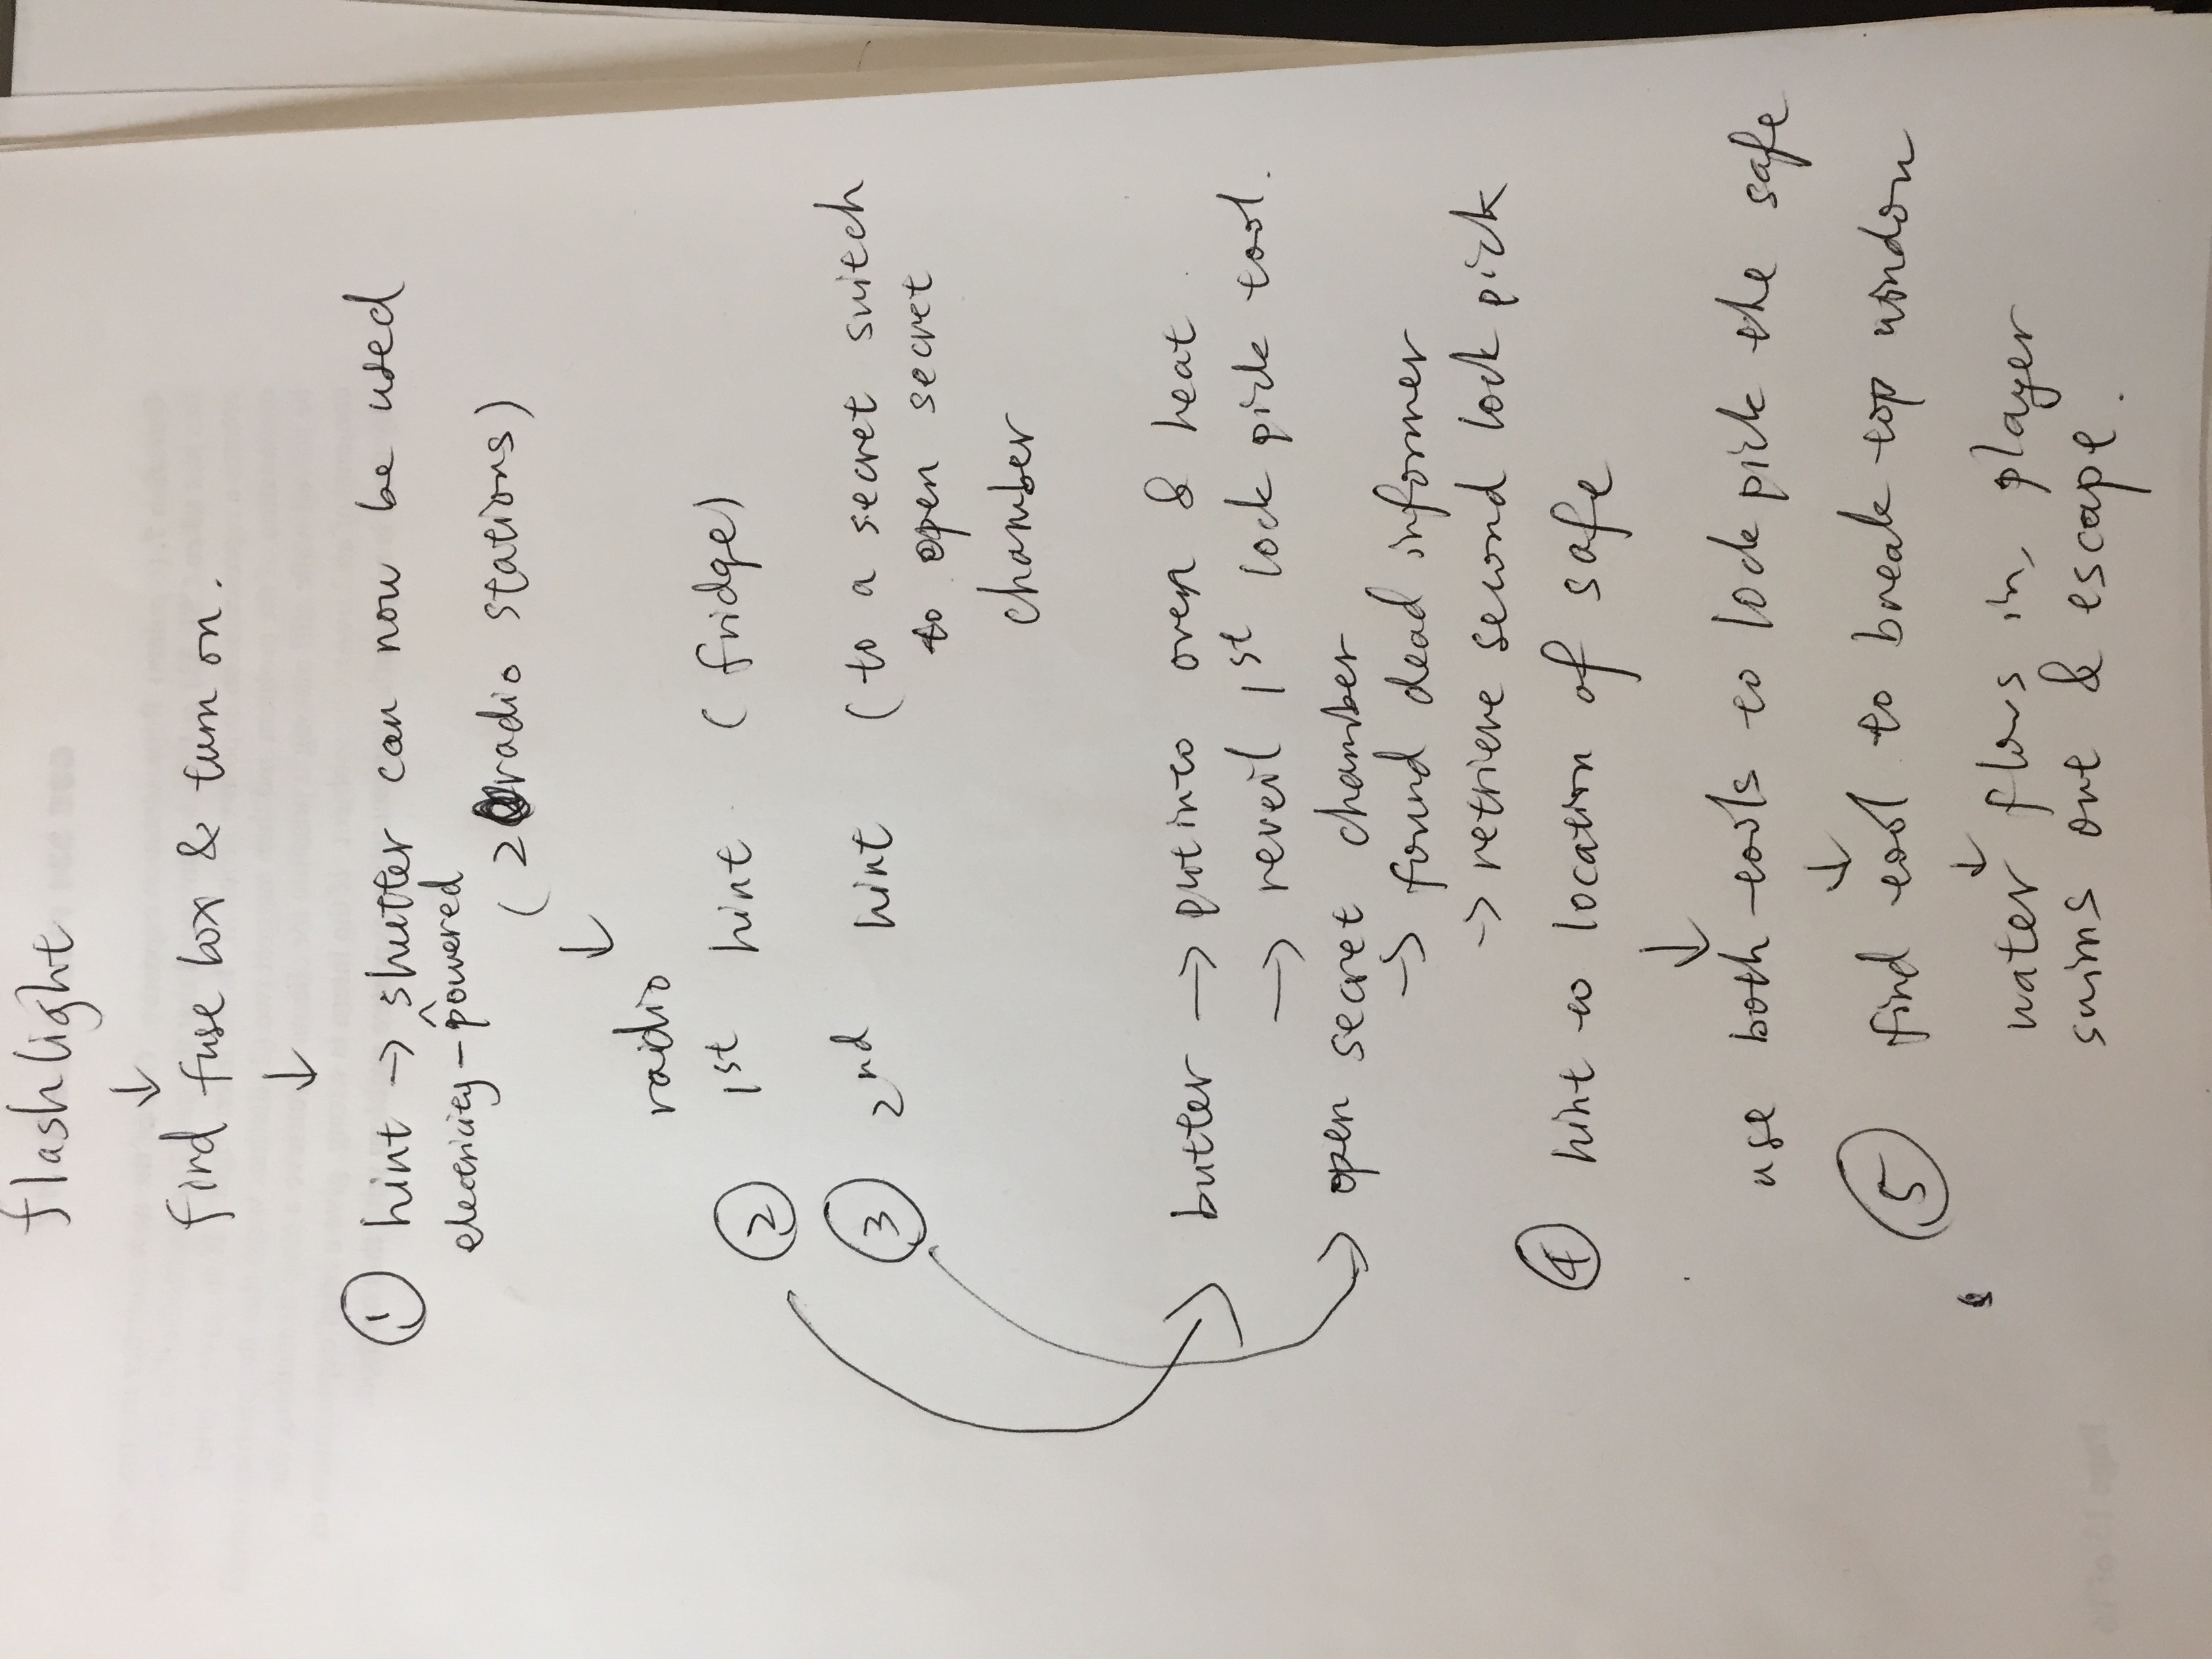 flashlight
↓
find fuse box & turn on.
↓
① hint → shutter can now be used
electricity-powered
(2 radio stations)
↓
radio
② 1st hint (fridge)
③ 2nd hint (to a secret switch
to open secret
chamber
butter → put into oven & heat
→ reveil 1st lock pick tool.
open secret chamber
→ found dead informer
→ retrieve second lock pick
④ hint to location of safe
↓
use both tools to lock pick the safe
↓
⑤ find tool to break top window
↓
water flows in, player
swims out & escape.